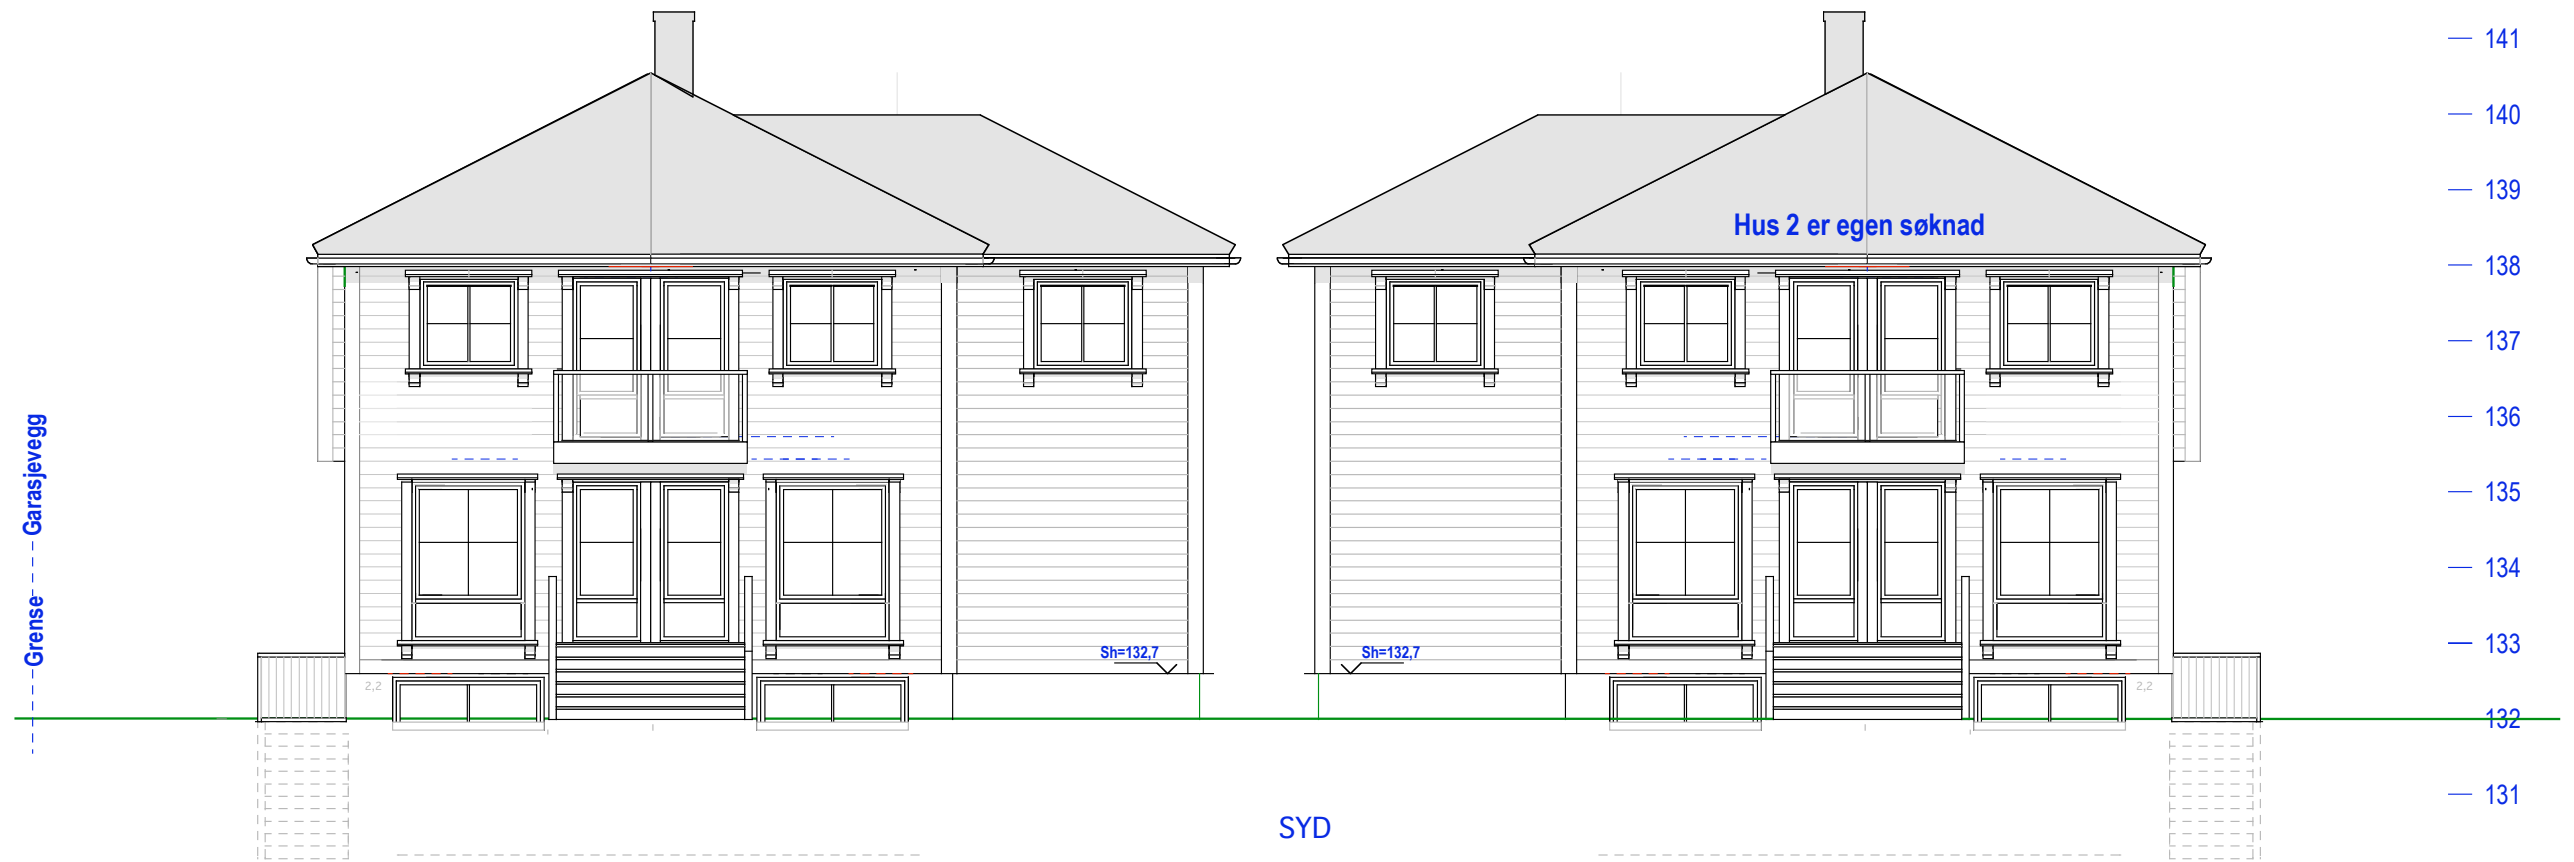 141
140
139
Hus 2 er egen søknad
138
137
136
135
134
133
132
131
Grense
Garasjevegg
Sh=132,7
Sh=132,7
2,2
2,2
SYD